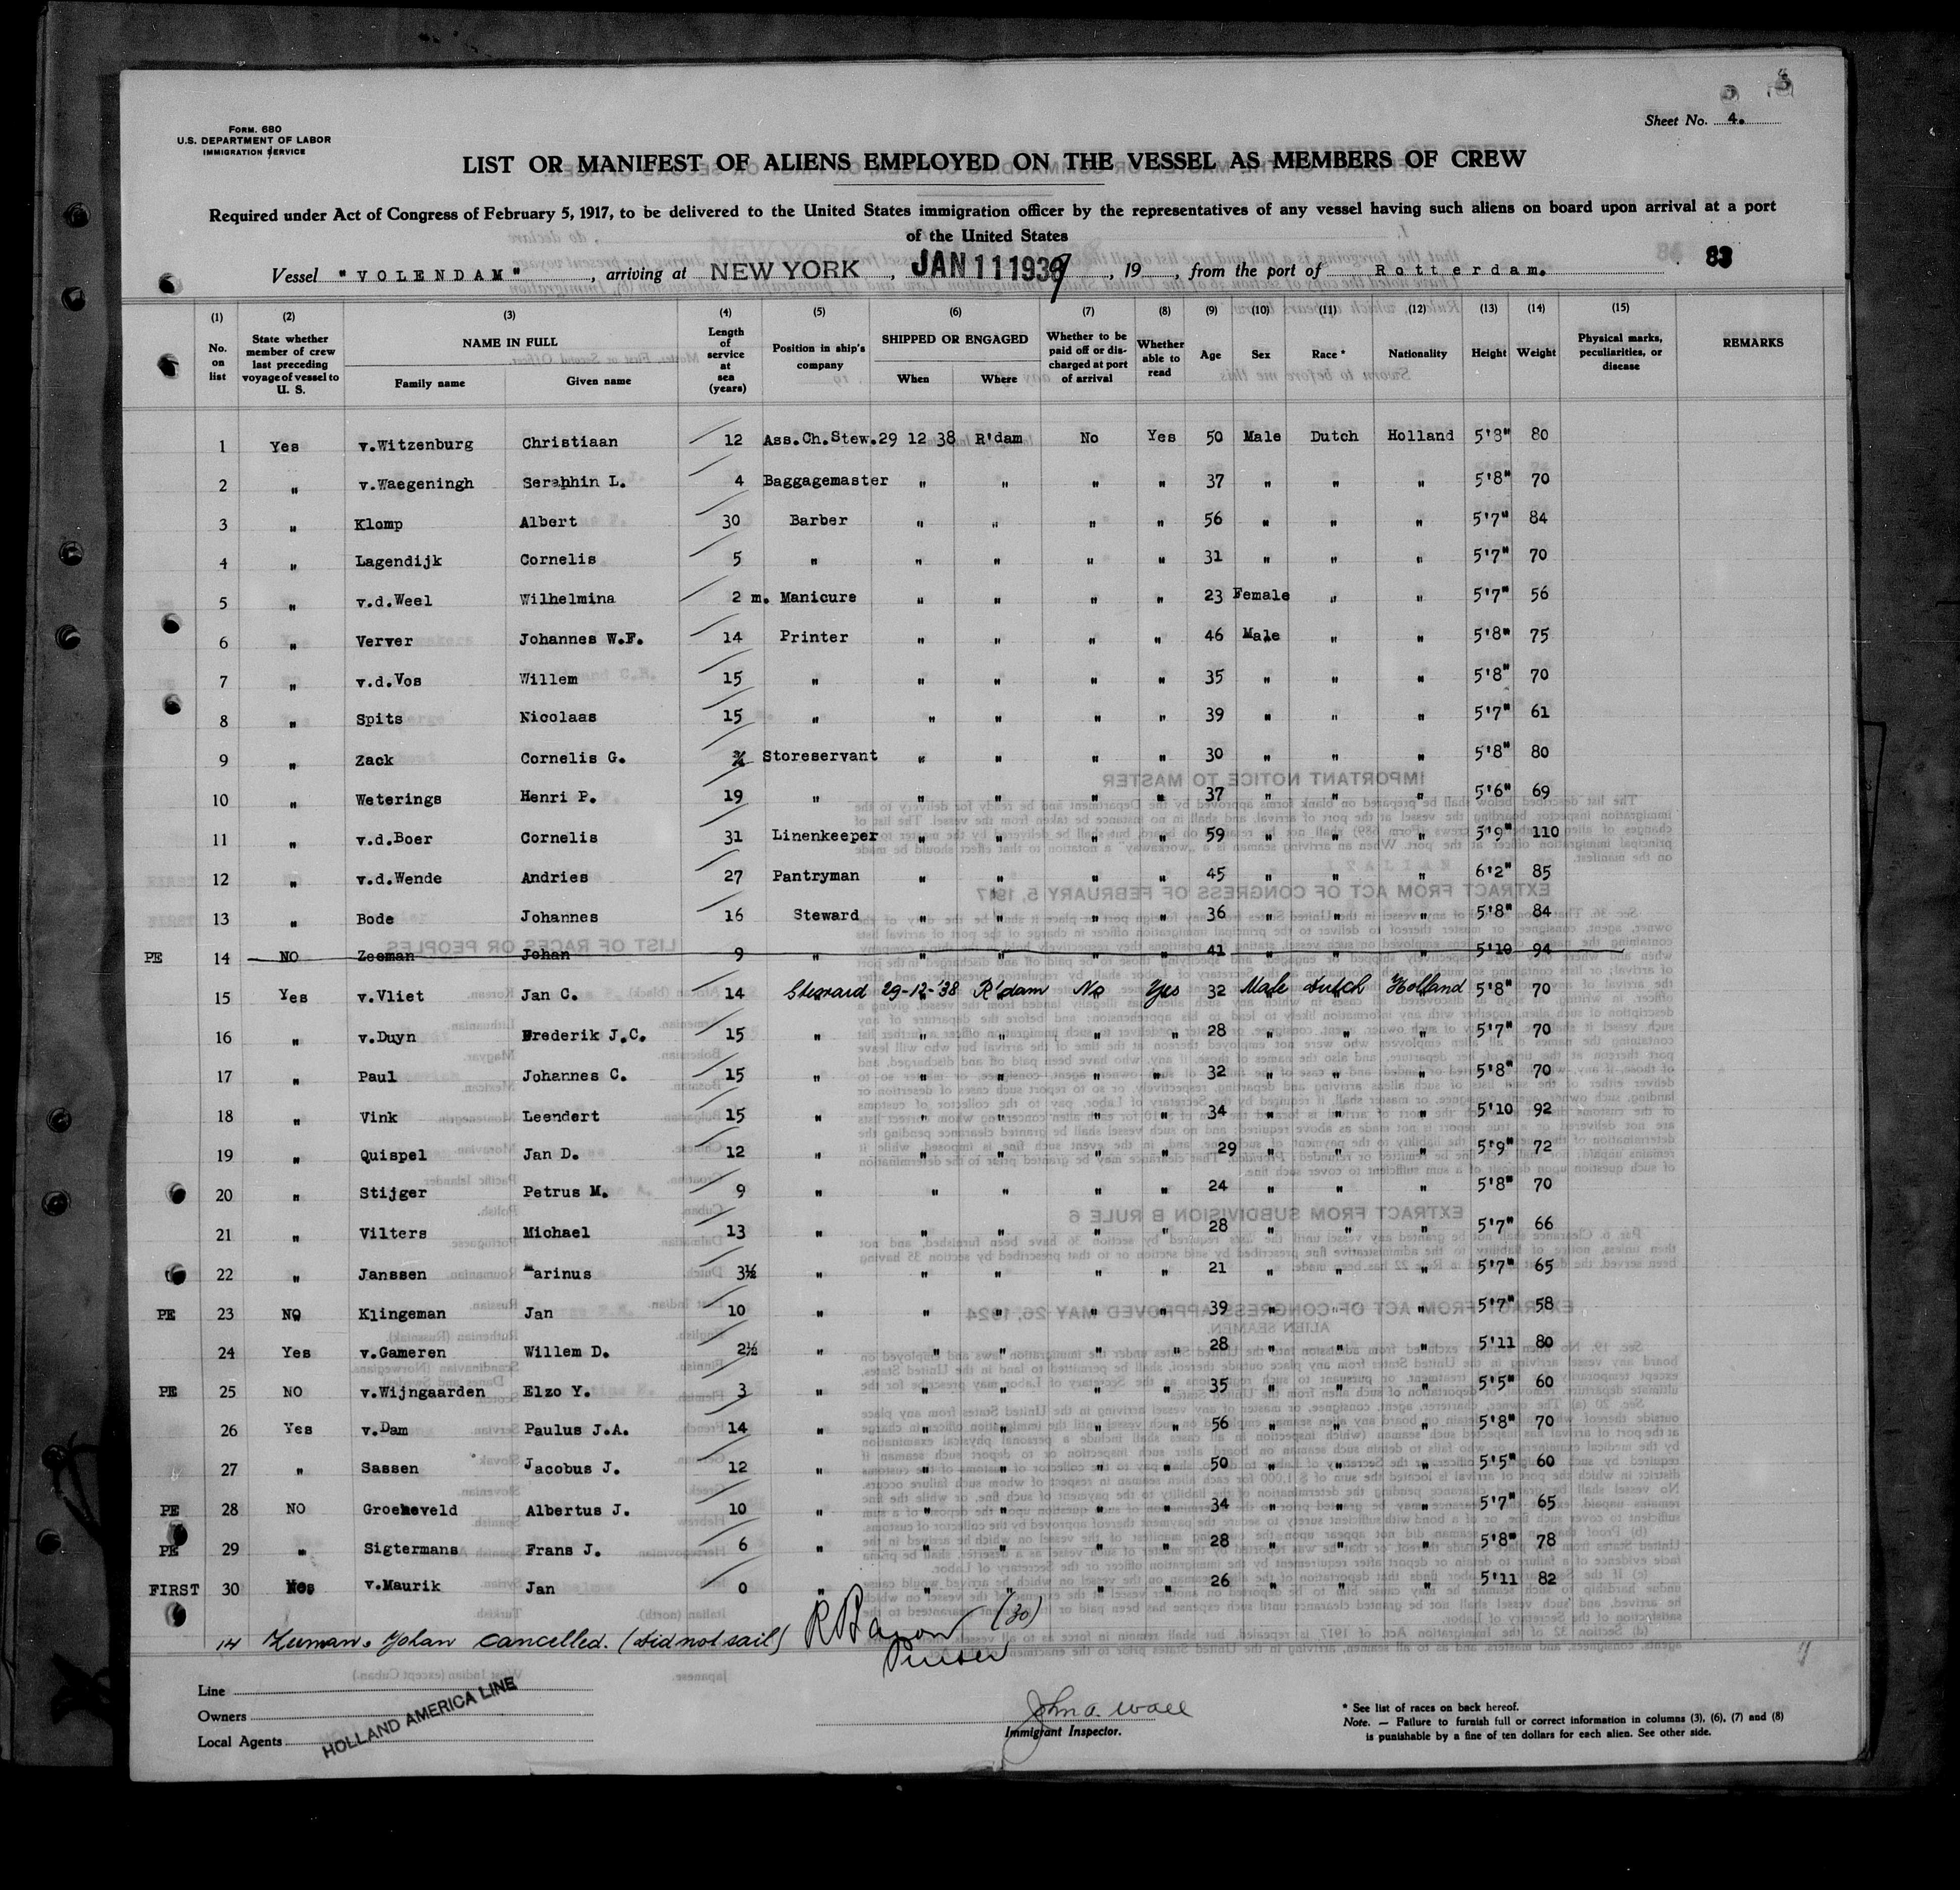 Sheet No. 4.
FORM. 680
U.S. DEPARTMENT OF LABOR
IMMIGRATION SERVICE
LIST OR MANIFEST OF ALIENS EMPLOYED ON THE VESSEL AS MEMBERS OF CREW
Required under Act of Congress of February 5, 1917, to be delivered to the United States immigration officer by the representatives of any vessel having such aliens on board upon arrival at a port
of the United States
Vessel "VOLENDAM", arriving at NEW YORK, JAN 11 1939, 19, from the port of Rotterdam. 83
(1) No. on list (2) State whether member of crew last preceding voyage of vessel to U. S. (3) NAME IN FULL Family name Given name (4) Length of service at sea (years) (5) Position in ship's company (6) SHIPPED OR ENGAGED When Where (7) Whether to be paid off or discharged at port of arrival (8) Whether able to read (9) Age (10) Sex (11) Race * (12) Nationality (13) Height (14) Weight (15) Physical marks, peculiarities, or disease REMARKS
1 Yes v.Witzenburg Christiaan 12 Ass.Ch.Stew. 29 12 38 R'dam No Yes 50 Male Dutch Holland 5'8" 80
2 " v.Waegeningh Seraphin L. 4 Baggagemaster " " " " 37 " " " 5'8" 70
3 " Klomp Albert 30 Barber " " " " 56 " " " 5'7" 84
4 " Lagendijk Cornelis 5 " " " " " 31 " " " 5'7" 70
5 " v.d.Weel Wilhelmina 2 m. Manicure " " " " 23 Female " " 5'7" 56
6 " Verver Johannes W.F. 14 Printer " " " " 46 Male " " 5'8" 75
7 " v.d.Vos Willem 15 " " " " " 35 " " " 5'8" 70
8 " Spits Nicolaas 15 " " " " " 39 " " " 5'7" 61
9 " Zack Cornelis G. Storeservant " " " " 30 " " " 5'8" 80
10 " Weterings Henri P. 19 " " " " " 37 " " " 5'6" 69
11 " v.d.Boer Cornelis 31 Linenkeeper " " " " 59 " " " 5'9" 110
12 " v.d.Wende Andries 27 Pantryman " " " " 45 " " " 6'2" 85
13 " Bode Johannes 16 Steward " " " " 36 " " " 5'8" 84
PE 14 NO Zeeman Johan 9 " " " " " 41 " " " 5'10 94
15 Yes v.Vliet Jan C. 14 Steward 29-12-'38 R'dam No Yes 32 Male Dutch Holland 5'8" 70
16 " v.Duyn Frederik J.C. 15 " " " " " 28 " " " 5'7" 70
17 " Paul Johannes C. 15 " " " " " 32 " " " 5'8" 70
18 " Vink Leendert 15 " " " " " 34 " " " 5'10 92
19 " Quispel Jan D. 12 " " " " " 29 " " " 5'9" 72
20 " Stijger Petrus M. 9 " " " " " 24 " " " 5'8" 70
21 " Vilters Michael 13 " " " " " 28 " " " 5'7" 66
22 " Janssen Marinus 3½ " " " " " 21 " " " 5'7" 65
PE 23 NO Klingeman Jan 10 " " " " " 39 " " " 5'7" 58
24 Yes v.Gameren Willem D. 2½ " " " " " 28 " " " 5'11 80
PE 25 NO v.Wijngaarden Elzo Y. 3 " " " " " 35 " " " 5'5" 60
26 Yes v.Dam Paulus J.A. 14 " " " " " 56 " " " 5'8" 70
27 " Sassen Jacobus J. 12 " " " " " 50 " " " 5'5" 60
PE 28 NO Groeneveld Albertus J. 10 " " " " " 34 " " " 5'7" 65
PE 29 " Sigtermans Frans J. 6 " " " " " 28 " " " 5'8" 78
FIRST 30 v.Maurik Jan 0 " " " " " 26 " " " 5'11 82
14 Zeeman. Johan cancelled. (did not sail) (30)
Purser
Line
Owners
Local Agents
HOLLAND AMERICA LINE
John A. Wall
Immigrant Inspector.
* See list of races on back hereof.
Note. — Failure to furnish full or correct information in columns (3), (6), (7) and (8)
is punishable by a fine of ten dollars for each alien. See other side.